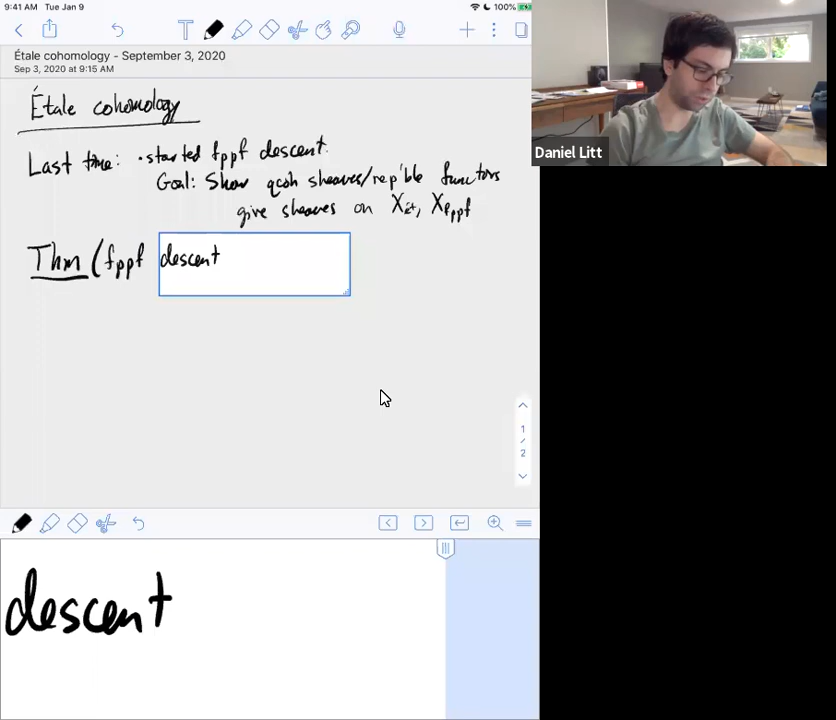 9:41 AM Tue Jan 9
100%
Étale cohomology - September 3, 2020
Sep 3, 2020 at 9:15 AM
Étale cohomology
Last time: • started fppf descent.
Goal: Show qcoh sheaves/rep'ble functors
give sheaves on Xét, Xfppf
Thm (fppf descent
1
/
2
descent
Daniel Litt